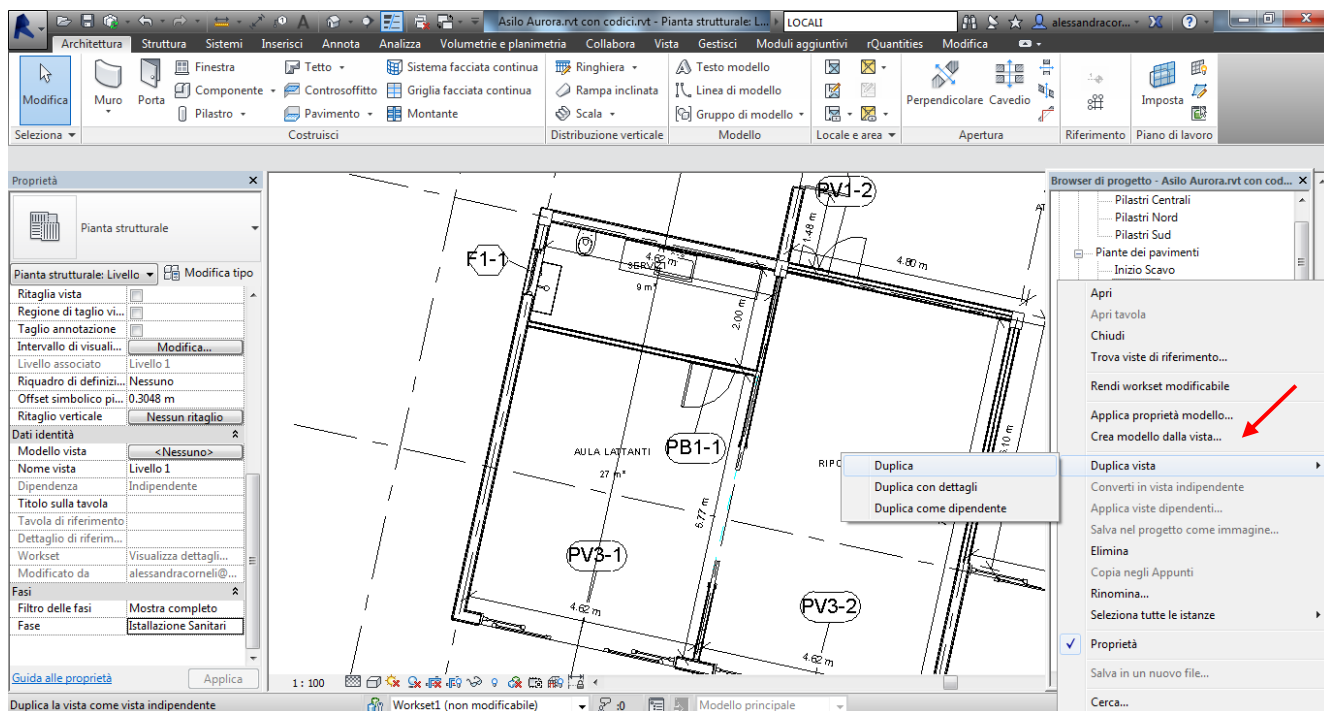 Asilo Aurora.rvt con codici.rvt - Pianta strutturale: L... LOCALI alessandracor...
Architettura Struttura Sistemi Inserisci Annota Analizza Volumetrie e planimetria Collabora Vista Gestisci Moduli aggiuntivi rQuantities Modifica
Finestra Tetto Sistema facciata continua Ringhiera Testo modello
Componente Controsoffitto Griglia facciata continua Rampa inclinata Linea di modello
Modifica Muro Porta Pilastro Pavimento Montante Scala Gruppo di modello Perpendicolare Cavedio Imposta
Seleziona Costruisci Distribuzione verticale Modello Locale e area Apertura Riferimento Piano di lavoro
Proprietà
Pianta strutturale
Pianta strutturale: Live Modifica tipo
Ritaglia vista
Regione di taglio vi...
Taglio annotazione
Intervallo di visuali... Modifica...
Livello associato Livello 1
Riquadro di definizi... Nessuno
Offset simbolico pi... 0.3048 m
Ritaglio verticale Nessun ritaglio
Dati identità
Modello vista <Nessuno>
Nome vista Livello 1
Dipendenza Indipendente
Titolo sulla tavola
Tavola di riferimento
Dettaglio di riferim...
Workset Visualizza dettagli...
Modificato da alessandracorneli@...
Fasi
Filtro delle fasi Mostra completo
Fase Istallazione Sanitari
Guida alle proprietà Applica
PV1-2
1.48 m
F1-1
4.62 m
4.80 m
9 m²
2.00 m
AULA LATTANTI
27 m²
PB1-1
RIPO
5.10 m
5.77 m
PV3-1
PV3-2
4.62 m
4.62 m
1 : 100
Browser di progetto - Asilo Aurora.rvt con cod...
Pilastri Centrali
Pilastri Nord
Pilastri Sud
Piante dei pavimenti
Inizio Scavo
Apri
Apri tavola
Chiudi
Trova viste di riferimento...
Rendi workset modificabile
Applica proprietà modello...
Crea modello dalla vista...
Duplica vista
Duplica
Duplica con dettagli
Duplica come dipendente
Converti in vista indipendente
Applica viste dipendenti...
Salva nel progetto come immagine...
Elimina
Copia negli Appunti
Rinomina...
Seleziona tutte le istanze
Proprietà
Salva in un nuovo file...
Cerca...
Duplica la vista come vista indipendente Workset1 (non modificabile) :0 Modello principale